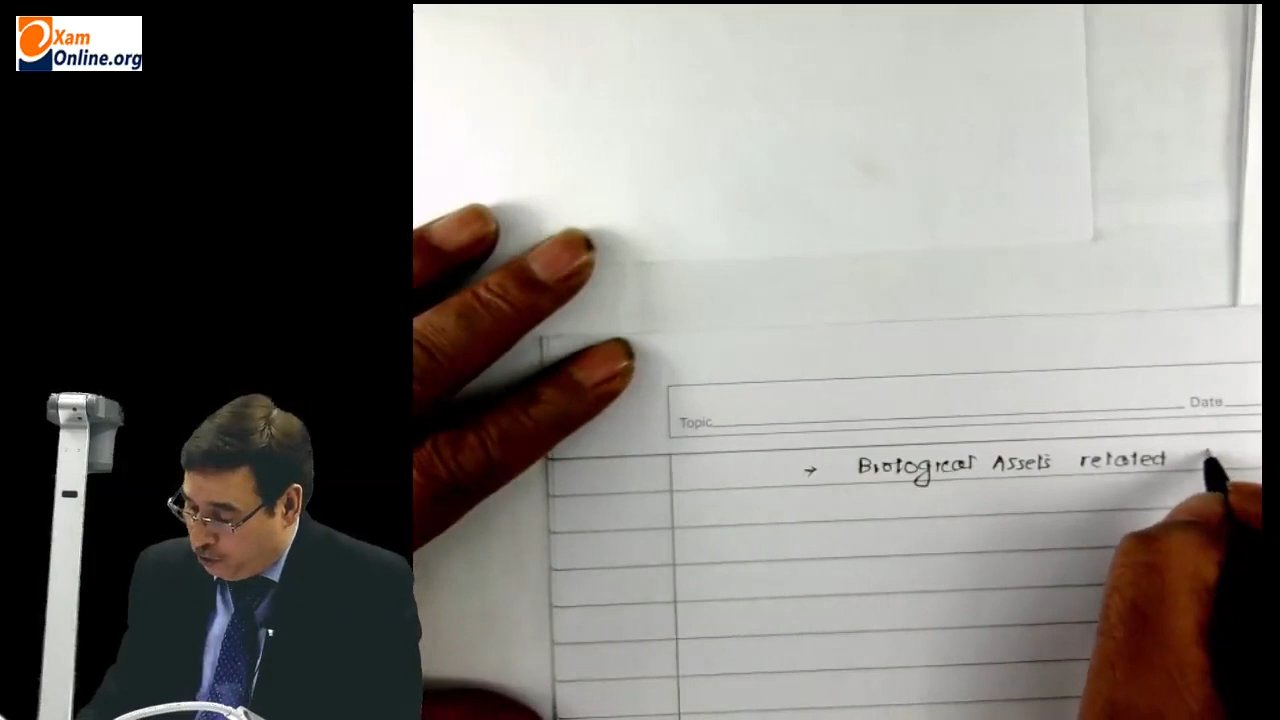 Xam
Online.org
Topic
Date
→ Biological Assets related